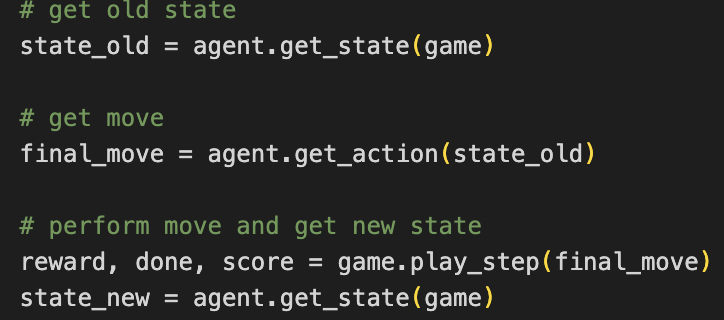 # get old state
state_old = agent.get_state(game)
# get move
final_move = agent.get_action(state_old)
# perform move and get new state
reward, done, score = game.play_step(final_move)
state_new = agent.get_state(game)